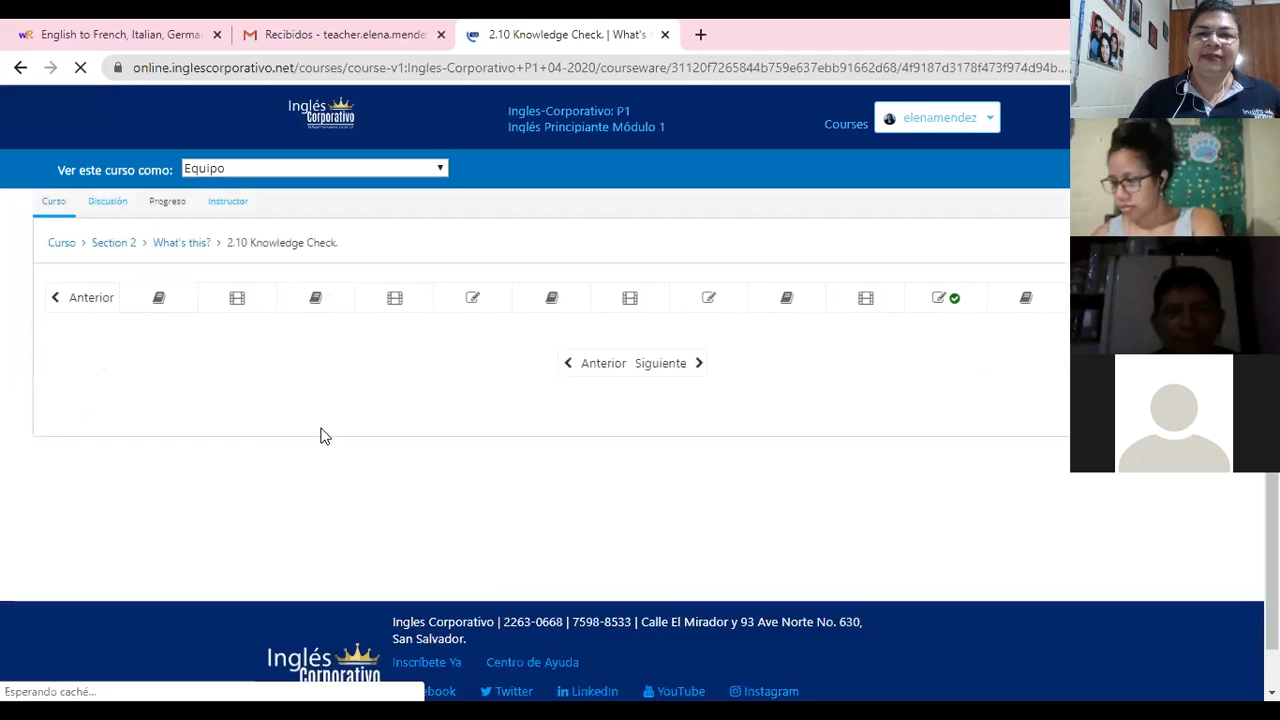 English to French, Italian, Germa
Recibidos - teacher.elena.mende
2.10 Knowledge Check. | What's
online.inglescorporativo.net/courses/course-v1:Ingles-Corporativo+P1+04-2020/courseware/31120f7265844b759e637ebb91662d68/4f9187d3178f473f974d94b...
Inglés
Corporativo
Ingles-Corporativo: P1
Inglés Principiante Módulo 1
Courses
elenamendez
Ver este curso como:
Equipo
Curso
Discusión
Progreso
Instructor
Curso > Section 2 > What's this? > 2.10 Knowledge Check.
Anterior
Anterior Siguiente
Ingles Corporativo | 2263-0668 | 7598-8533 | Calle El Mirador y 93 Ave Norte No. 630,
San Salvador.
Inglés
Corporativo
Inscríbete Ya
Centro de Ayuda
ebook
Twitter
LinkedIn
YouTube
Instagram
Esperando caché...